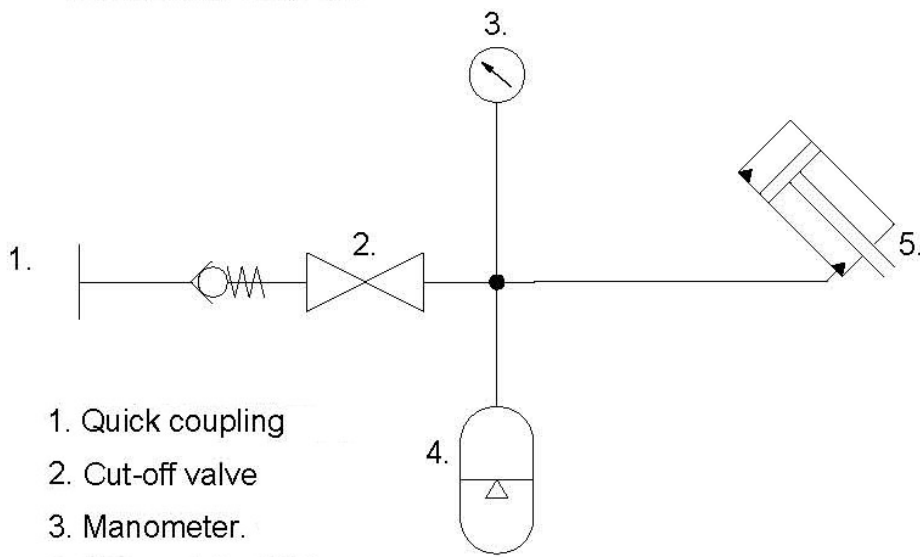 3.
1.
2.
5.
4.
1. Quick coupling
2. Cut-off valve
3. Manometer.